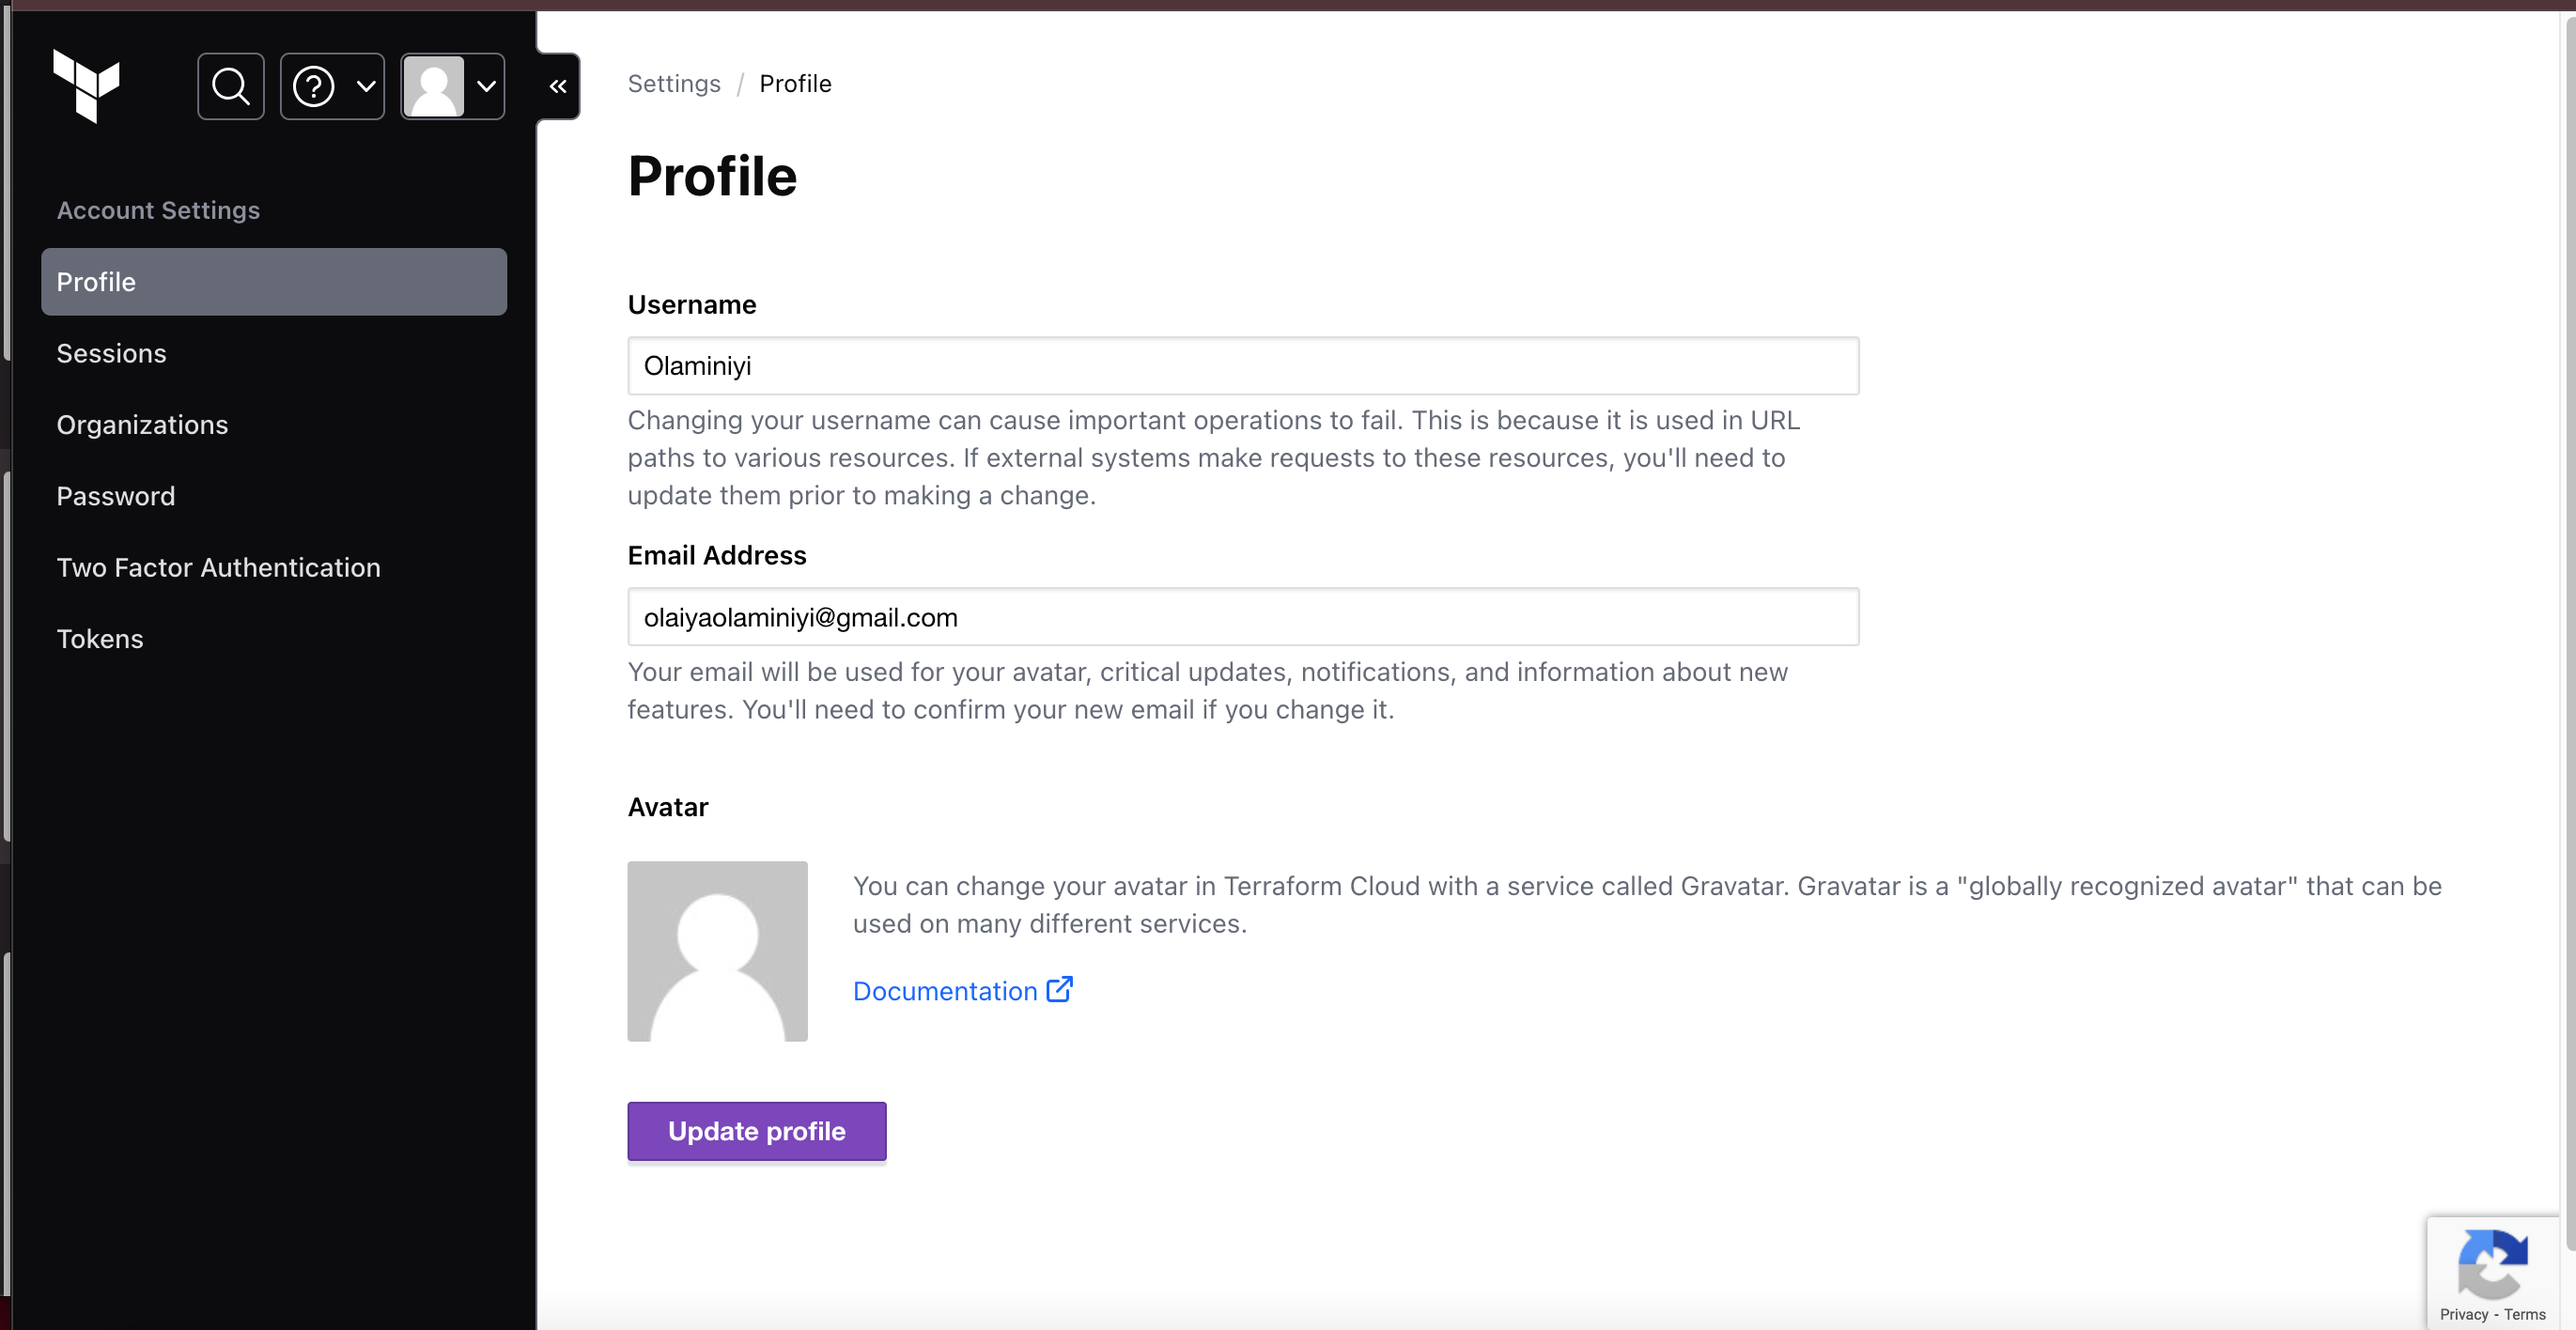 Account Settings
Profile
Sessions
Organizations
Password
Two Factor Authentication
Tokens
Settings / Profile
Profile
Username
Olaminiyi
Changing your username can cause important operations to fail. This is because it is used in URL
paths to various resources. If external systems make requests to these resources, you'll need to
update them prior to making a change.
Email Address
olaiyaolaminiyi@gmail.com
Your email will be used for your avatar, critical updates, notifications, and information about new
features. You'll need to confirm your new email if you change it.
Avatar
You can change your avatar in Terraform Cloud with a service called Gravatar. Gravatar is a "globally recognized avatar" that can be
used on many different services.
Documentation
Update profile
Privacy - Terms